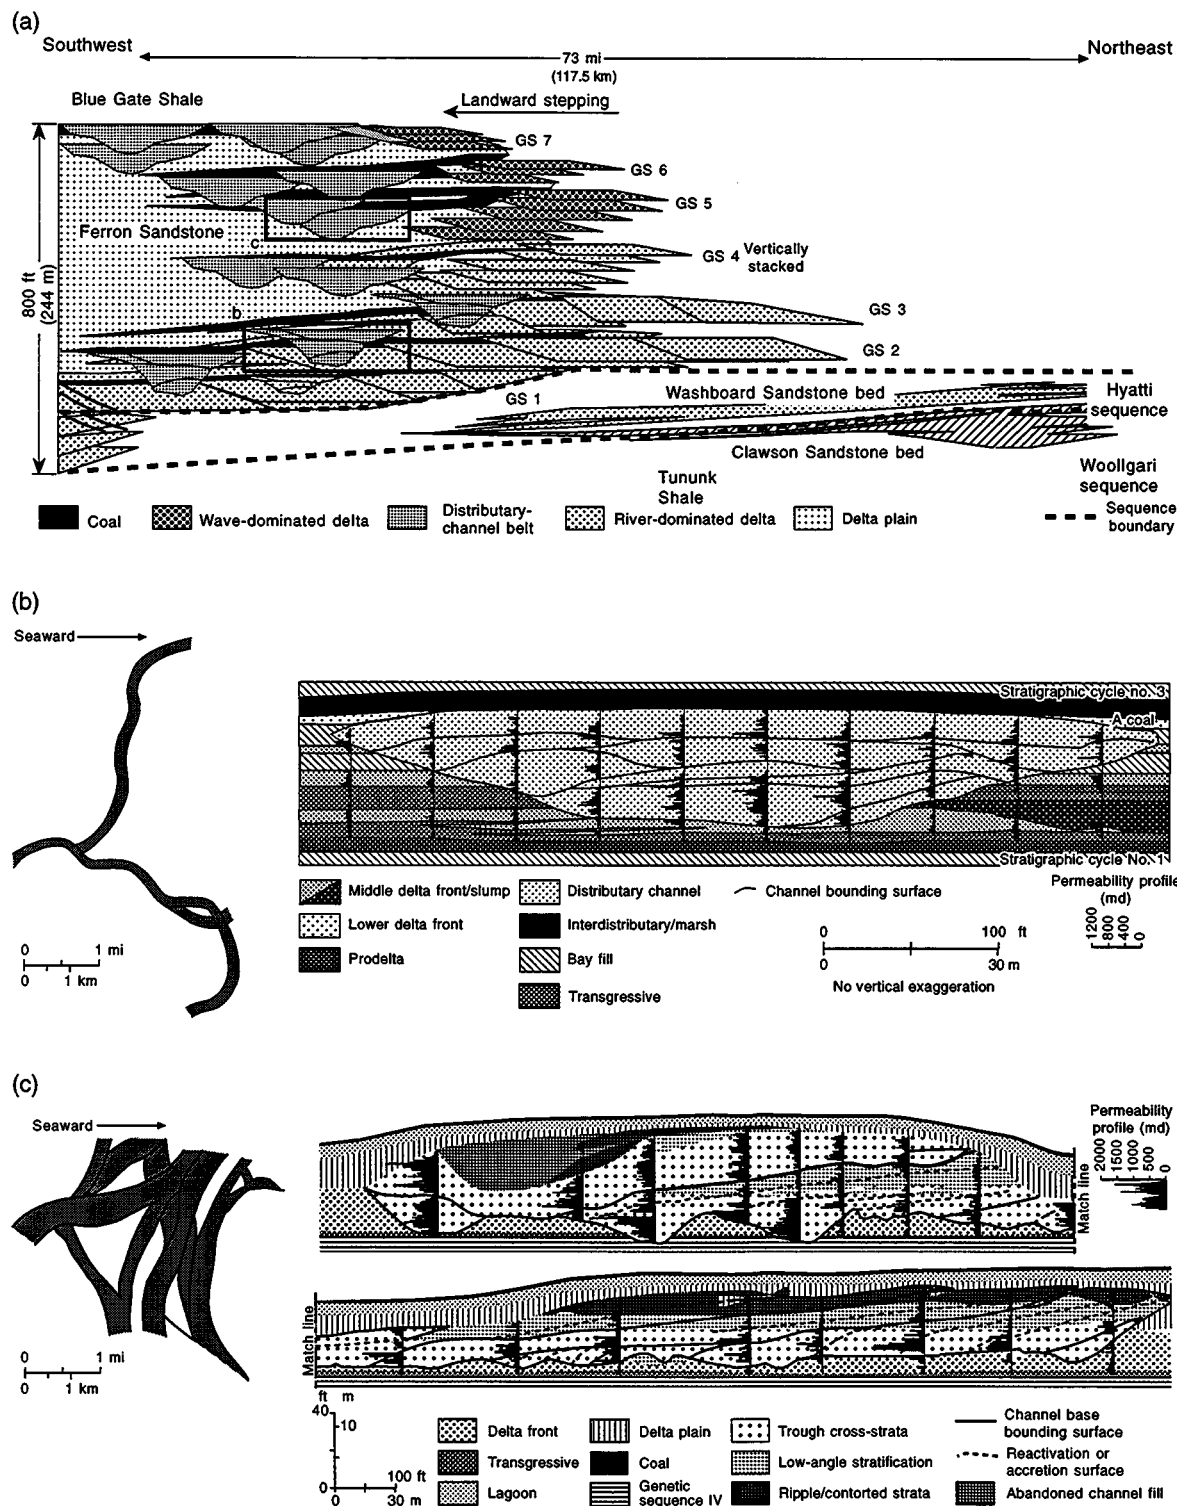 (a)
Southwest
73 mi
(117.5 km)
Northeast
Blue Gate Shale
Landward stepping
GS 7
GS 6
GS 5
Ferron Sandstone
c
GS 4 Vertically
stacked
800 ft
(244 m)
b
GS 3
GS 2
GS 1
Washboard Sandstone bed
Hyatti
sequence
Clawson Sandstone bed
Tununk
Shale
Woollgari
sequence
Coal
Wave-dominated delta
Distributary-
channel belt
River-dominated delta
Delta plain
Sequence
boundary
(b)
Seaward
Stratigraphic cycle no. 3
A coal
Stratigraphic cycle No. 1
0 1 mi
0 1 km
Middle delta front/slump
Distributary channel
Channel bounding surface
Lower delta front
Interdistributary/marsh
Prodelta
Bay fill
Transgressive
0 100 ft
0 30 m
No vertical exaggeration
Permeability profile
(md)
1200
800
400
0
(c)
Seaward
Permeability
profile (md)
2000
1500
1000
500
0
Match line
Match line
0 1 mi
0 1 km
ft m
40
10
0
100 ft
30 m
Delta front
Delta plain
Trough cross-strata
Channel base
bounding surface
Transgressive
Coal
Low-angle stratification
Reactivation or
accretion surface
Lagoon
Genetic
sequence IV
Ripple/contorted strata
Abandoned channel fill